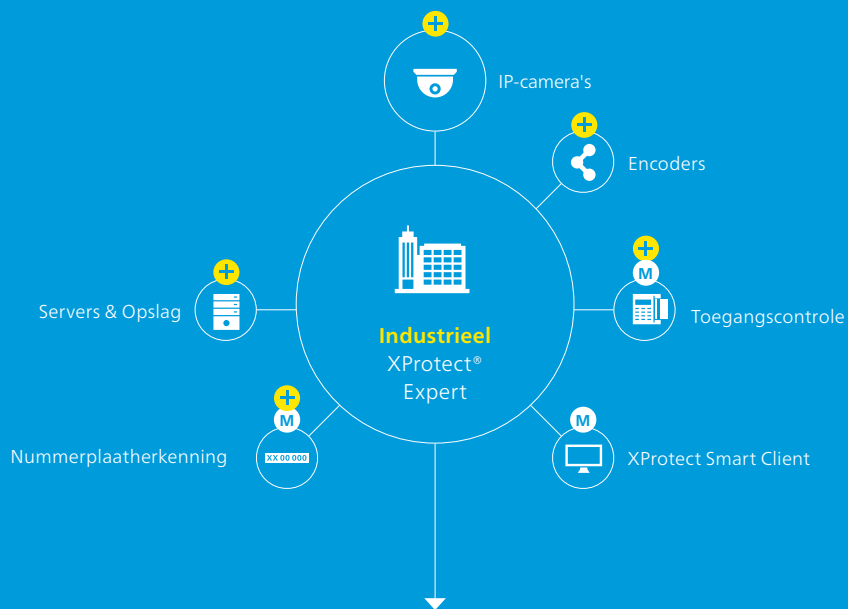 IP-camera's
Encoders
M
Toegangscontrole
Servers & Opslag
Industrieel
XProtect®
Expert
M
Nummerplaatherkenning
XX 00 000
M
XProtect Smart Client